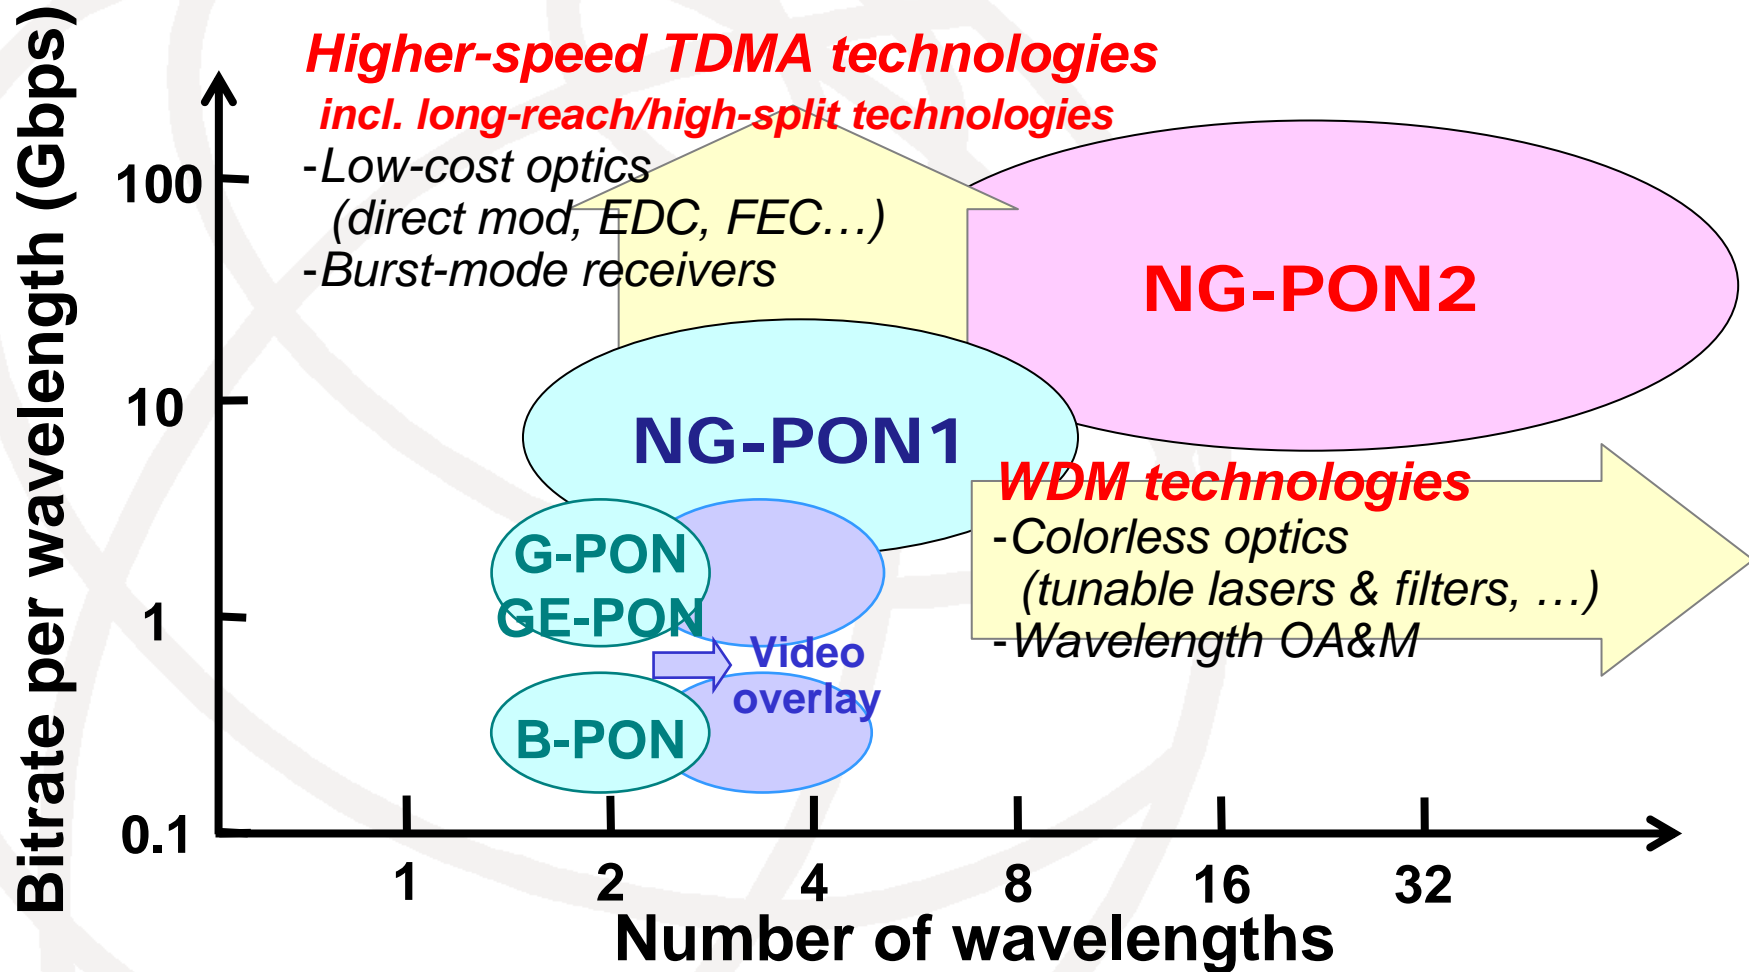 Higher-speed TDMA technologies
incl. long-reach/high-split technologies
-Low-cost optics
(direct mod, EDC, FEC…)
-Burst-mode receivers
Bitrate per wavelength (Gbps)
100
10
1
0.1
NG-PON2
NG-PON1
WDM technologies
-Colorless optics
(tunable lasers & filters, …)
-Wavelength OA&M
G-PON
GE-PON
Video
overlay
B-PON
1
2
4
8
16
32
Number of wavelengths